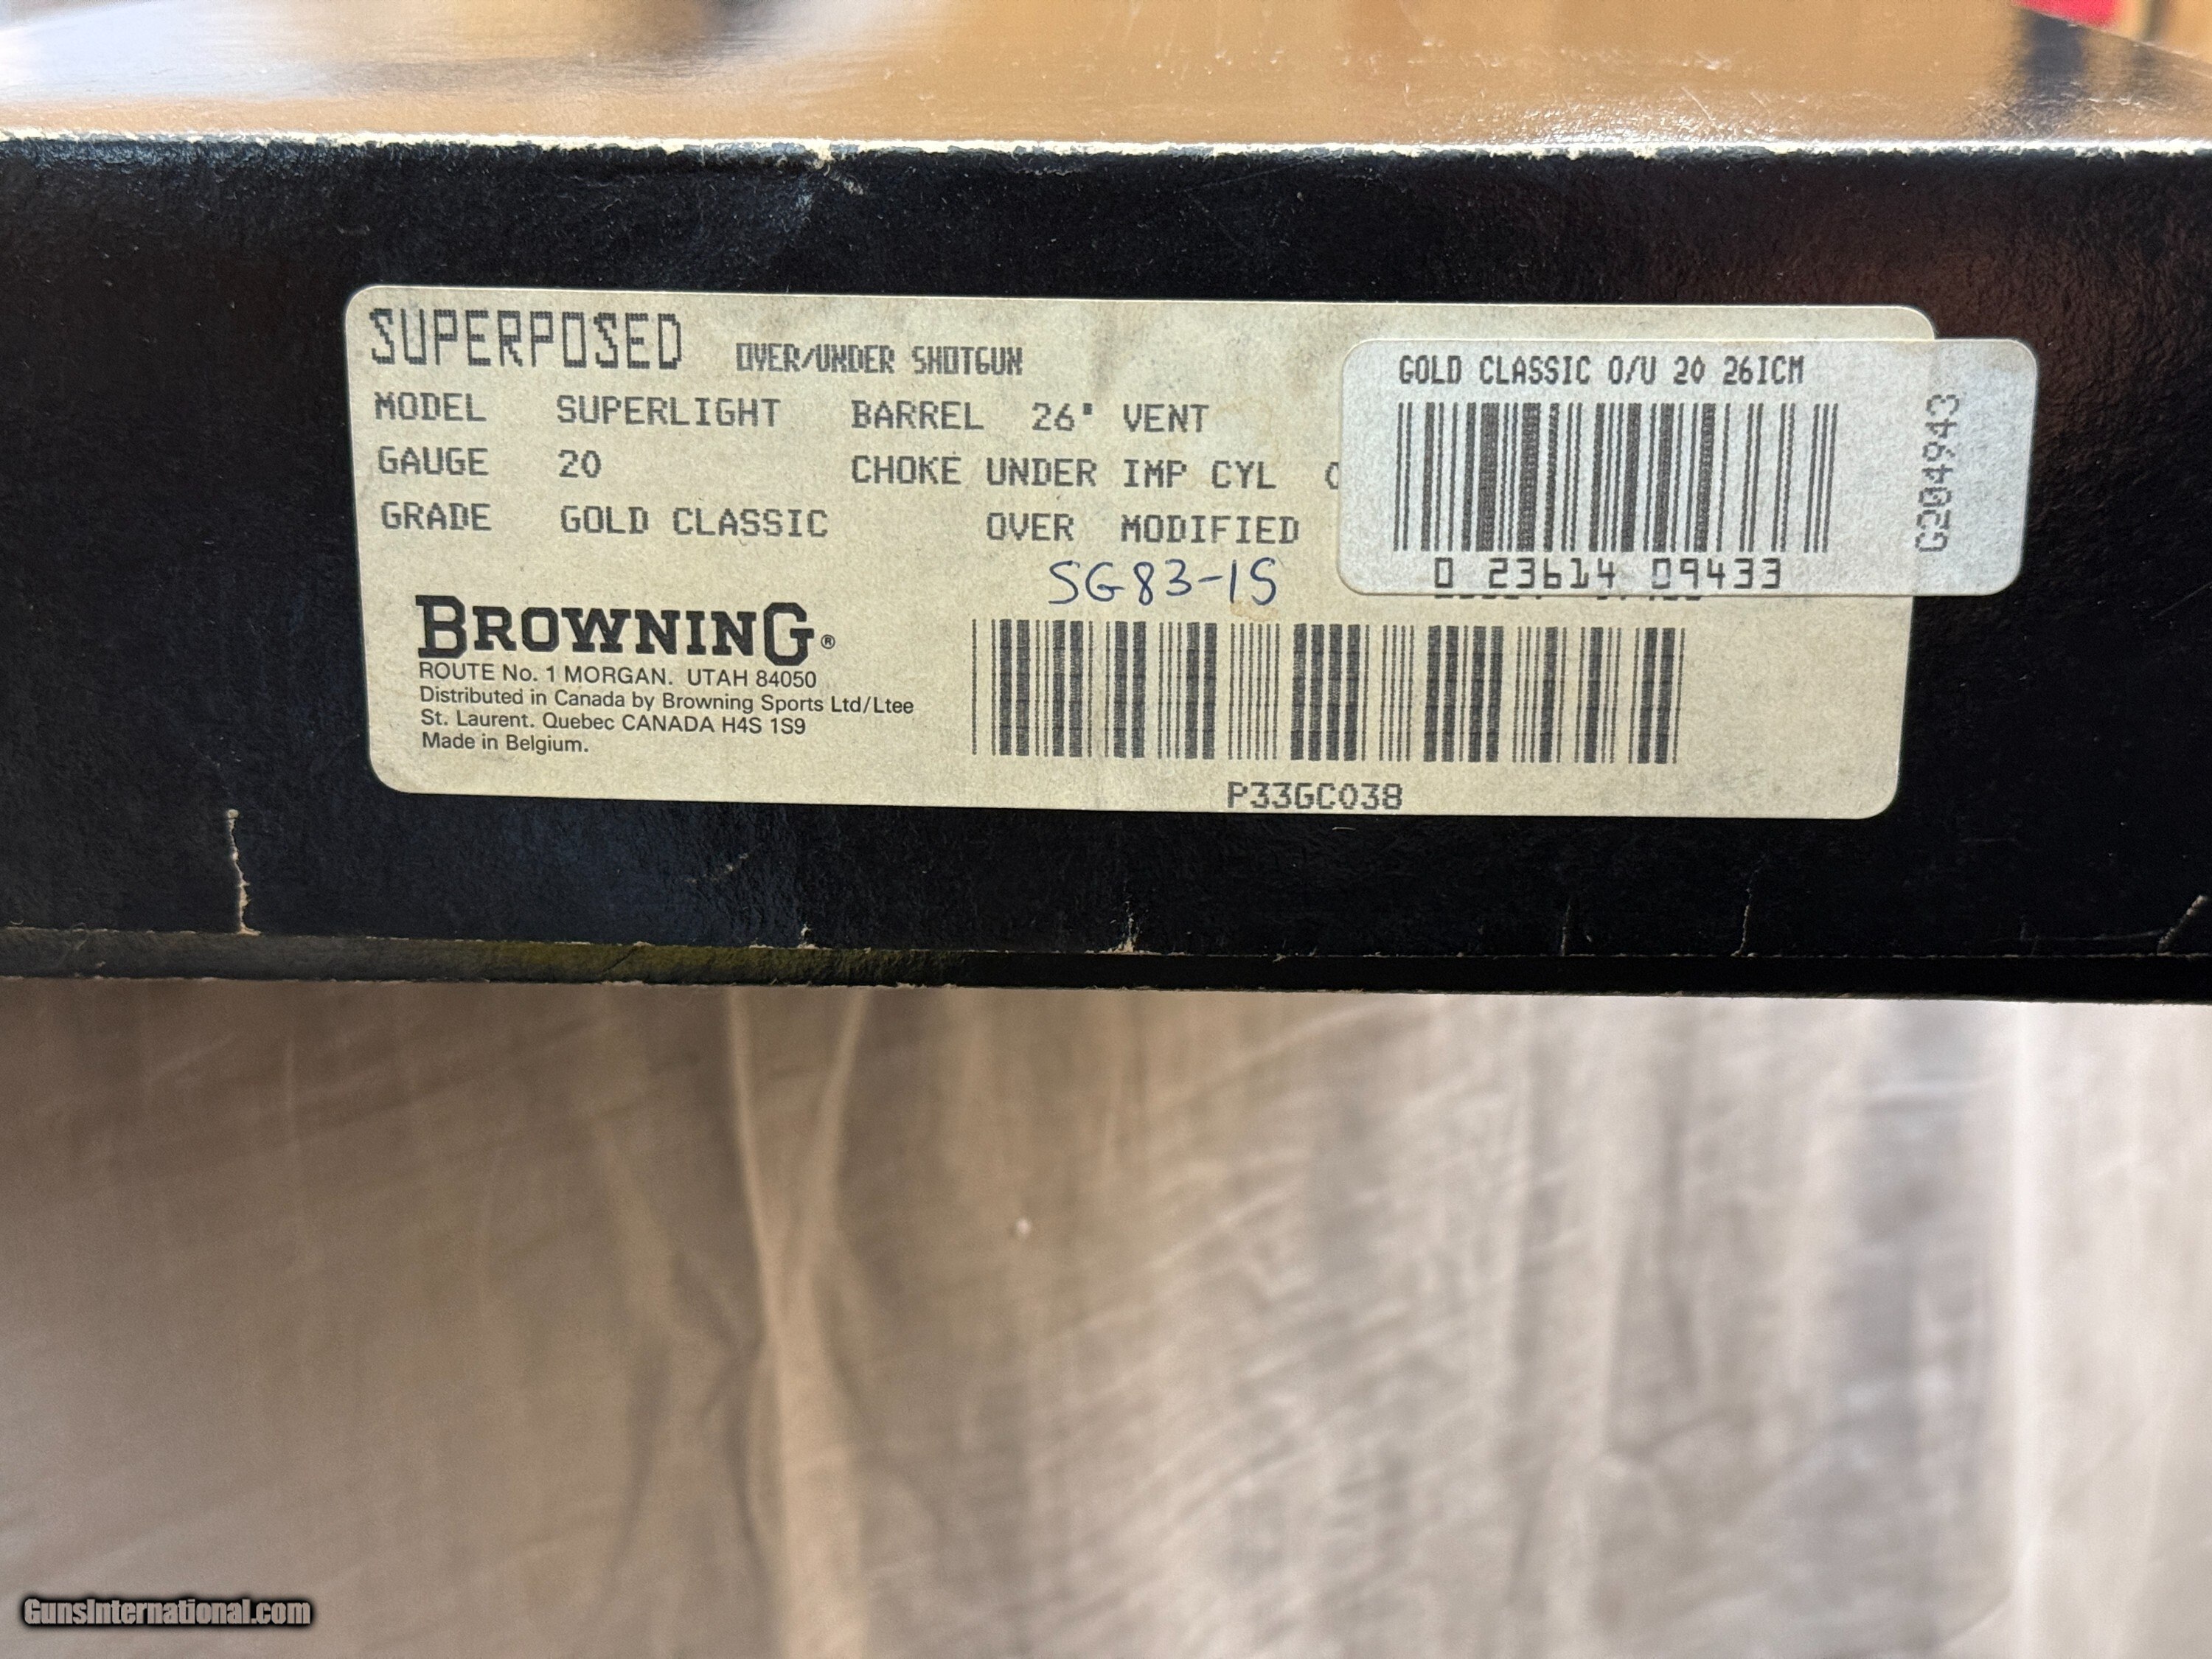 SUPERPOSED OVER/UNDER SHOTGUN
MODEL SUPERLIGHT BARREL 26" VENT
GAUGE 20 CHOKE UNDER IMP CYL
GRADE GOLD CLASSIC OVER MODIFIED
SG83-1S
BROWNING®
ROUTE No. 1 MORGAN. UTAH 84050
Distributed in Canada by Browning Sports Ltd/Ltee
St. Laurent. Quebec CANADA H4S 1S9
Made in Belgium.
P33GC038
GOLD CLASSIC O/U 20 26ICM
0 23614 09433
G204943
GunsInternational.com